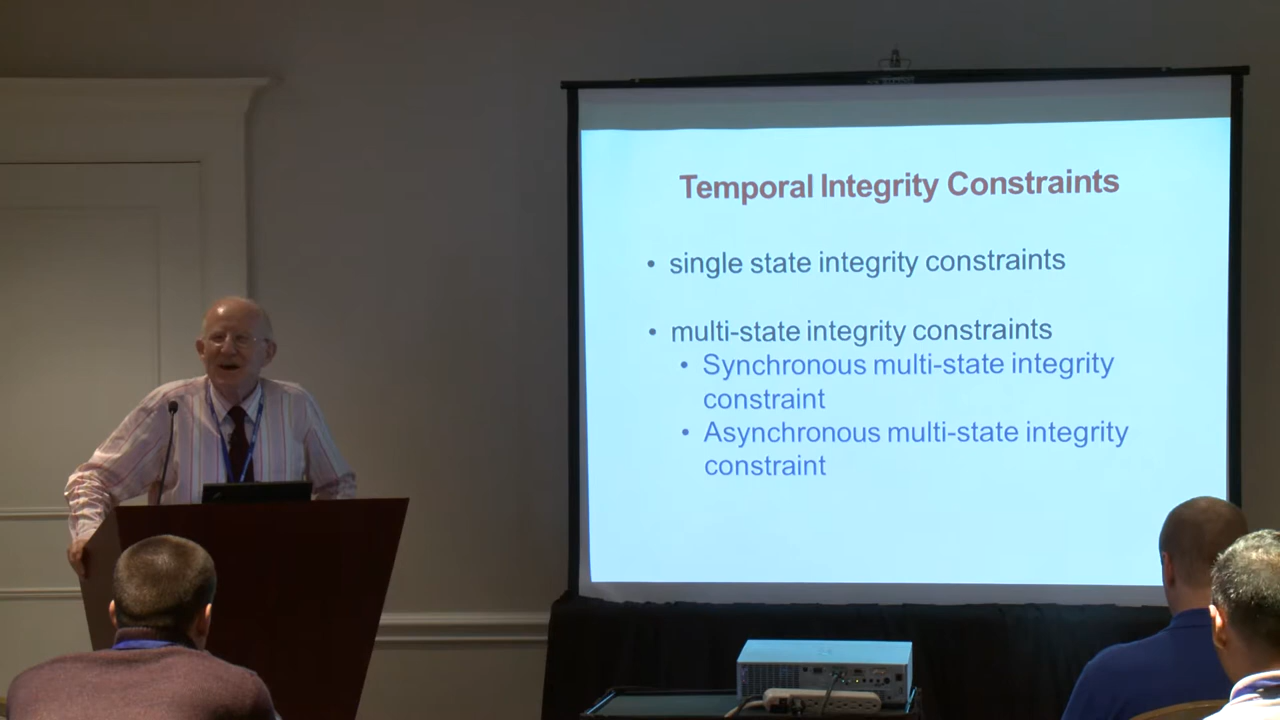 Temporal Integrity Constraints
• single state integrity constraints
• multi-state integrity constraints
• Synchronous multi-state integrity
constraint
• Asynchronous multi-state integrity
constraint